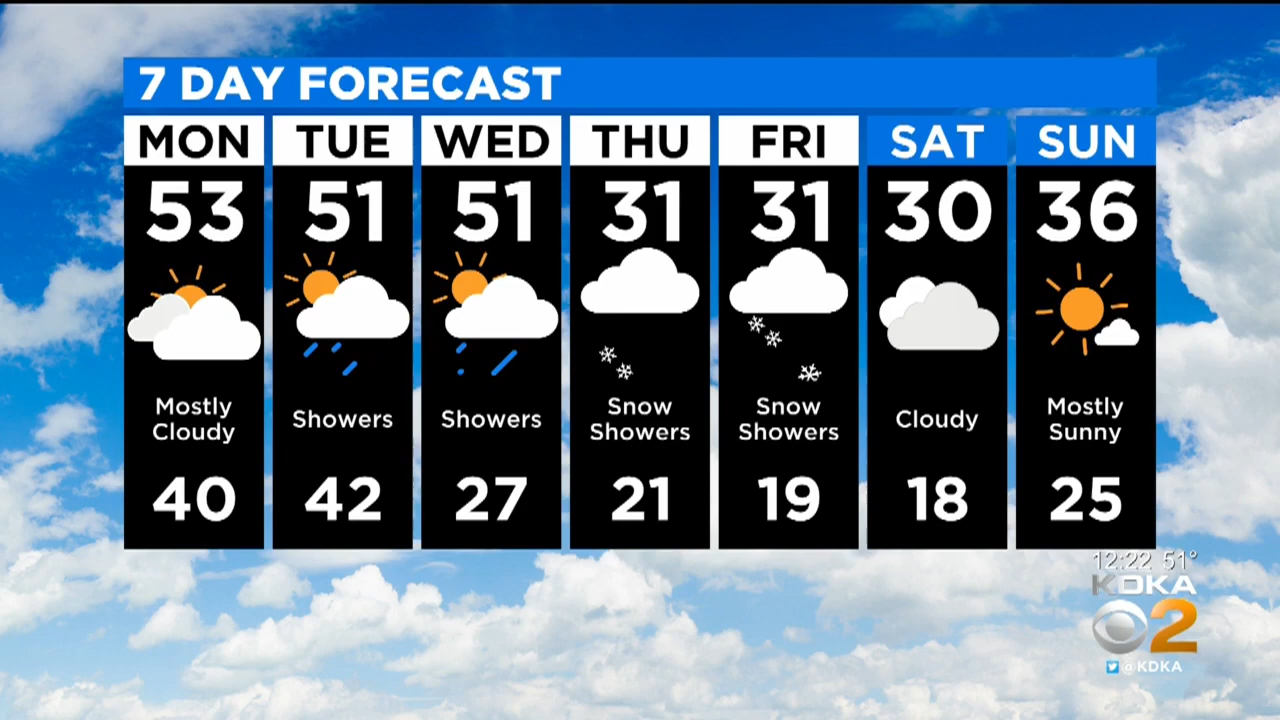 7 DAY FORECAST
MON TUE WED THU FRI SAT SUN
53 51 51 31 31 30 36
Mostly Cloudy
Showers
Showers
Snow Showers
Snow Showers
Cloudy
Mostly Sunny
40 42 27 21 19 18 25
12:22 51°
KDKA
2
@KDKA